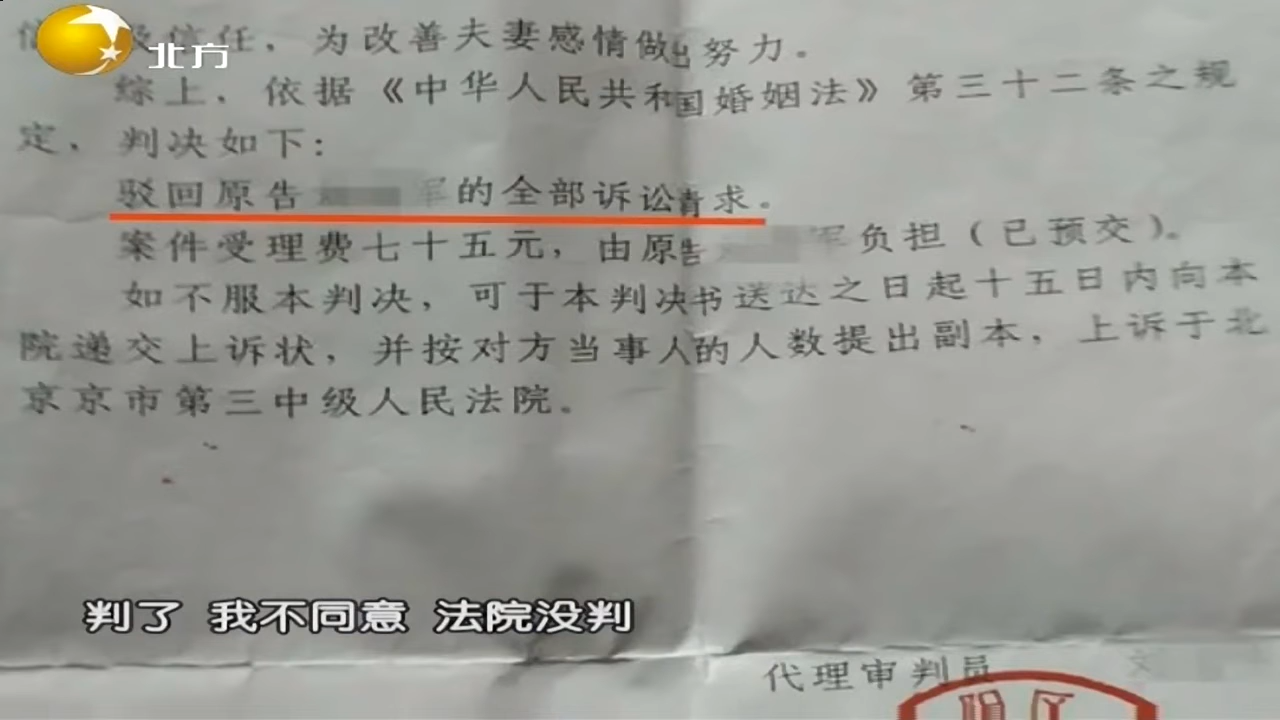 北方
信任，为改善夫妻感情做出努力。
综上，依据《中华人民共和国婚姻法》第三十二条之规
定，判决如下：
驳回原告 军的全部诉讼请求。
案件受理费七十五元，由原告 军负担（已预交）。
如不服本判决，可于本判决书送达之日起十五日内向本
院递交上诉状，并按对方当事人的人数提出副本，上诉于北
京京市第三中级人民法院。
判了 我不同意 法院没判
代理审判员